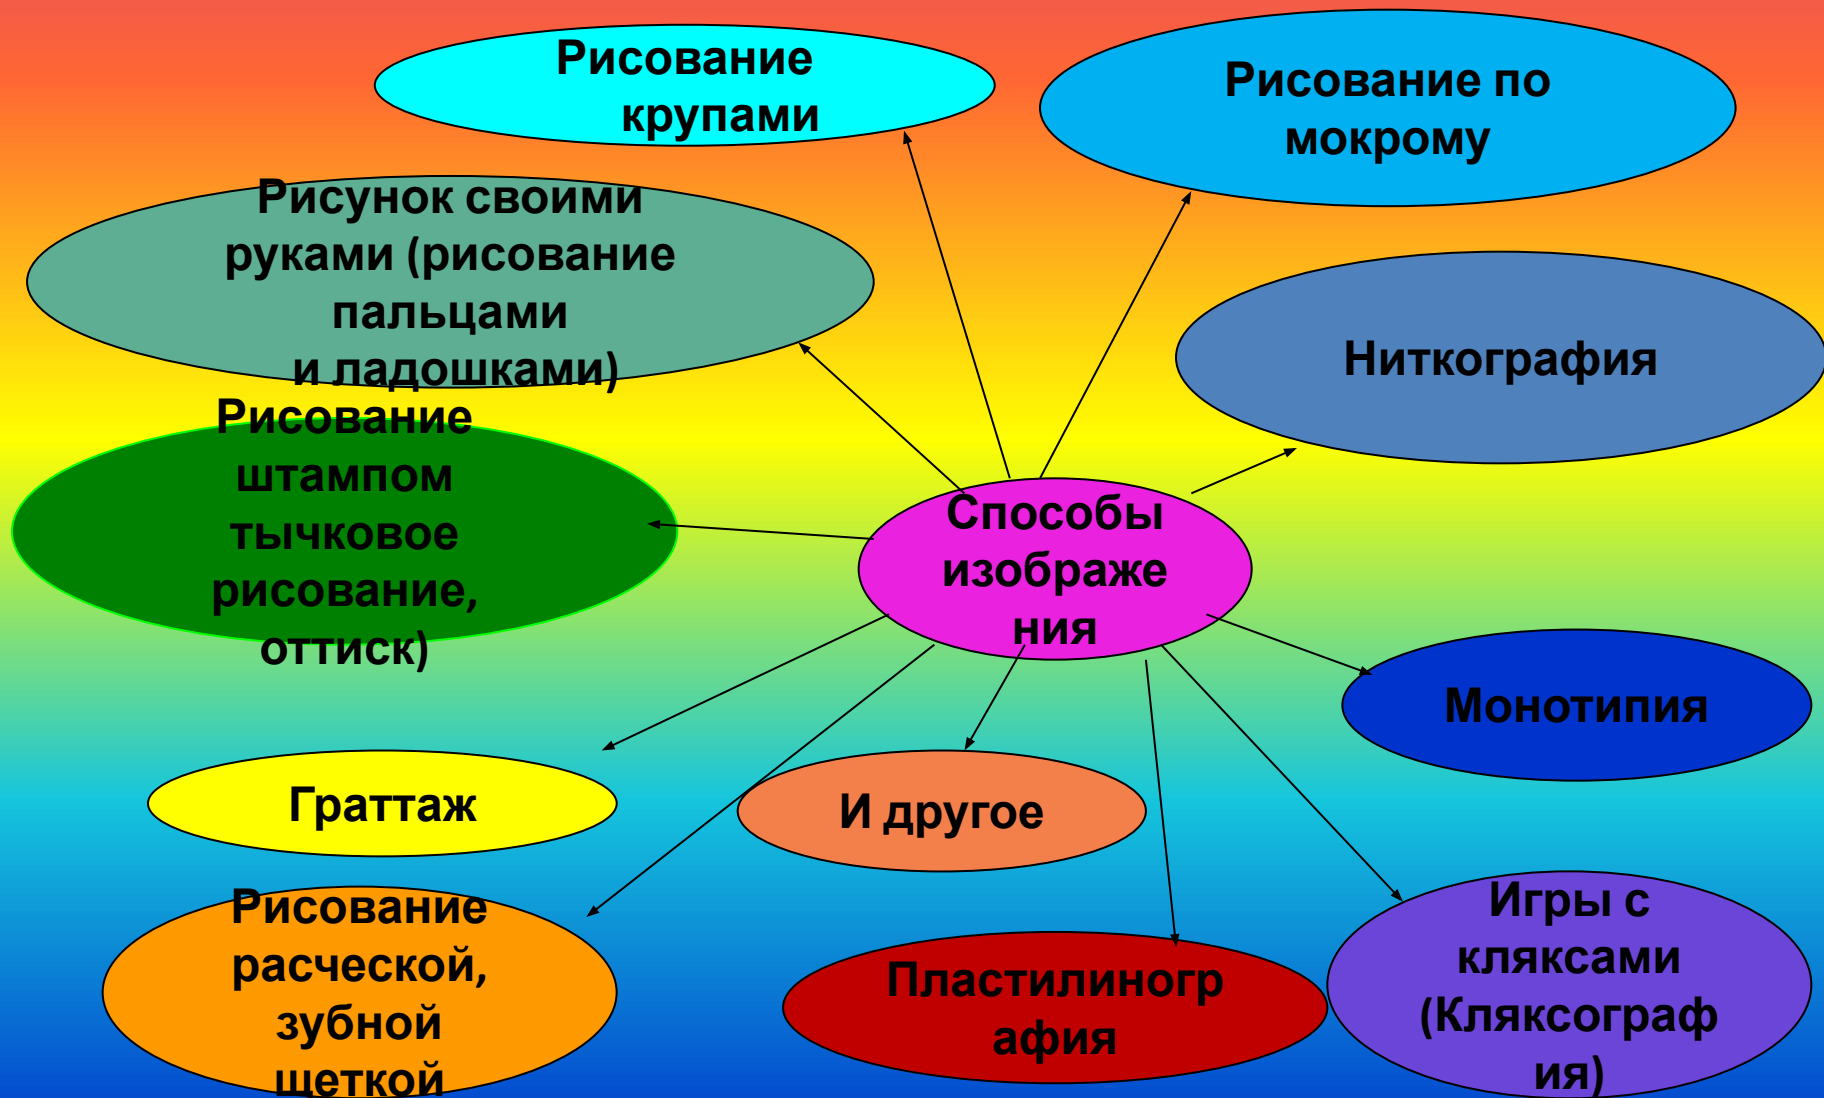 Рисование
крупами
Рисование по
мокрому
Рисунок своими
руками (рисование
пальцами
и ладошками)
Ниткография
Рисование
штампом
тычковое
рисование,
оттиск)
Способы
изображе
ния
Монотипия
Граттаж
И другое
Рисование
расческой,
зубной
щеткой
Пластилиногр
афия
Игры с
кляксами
(Кляксограф
ия)